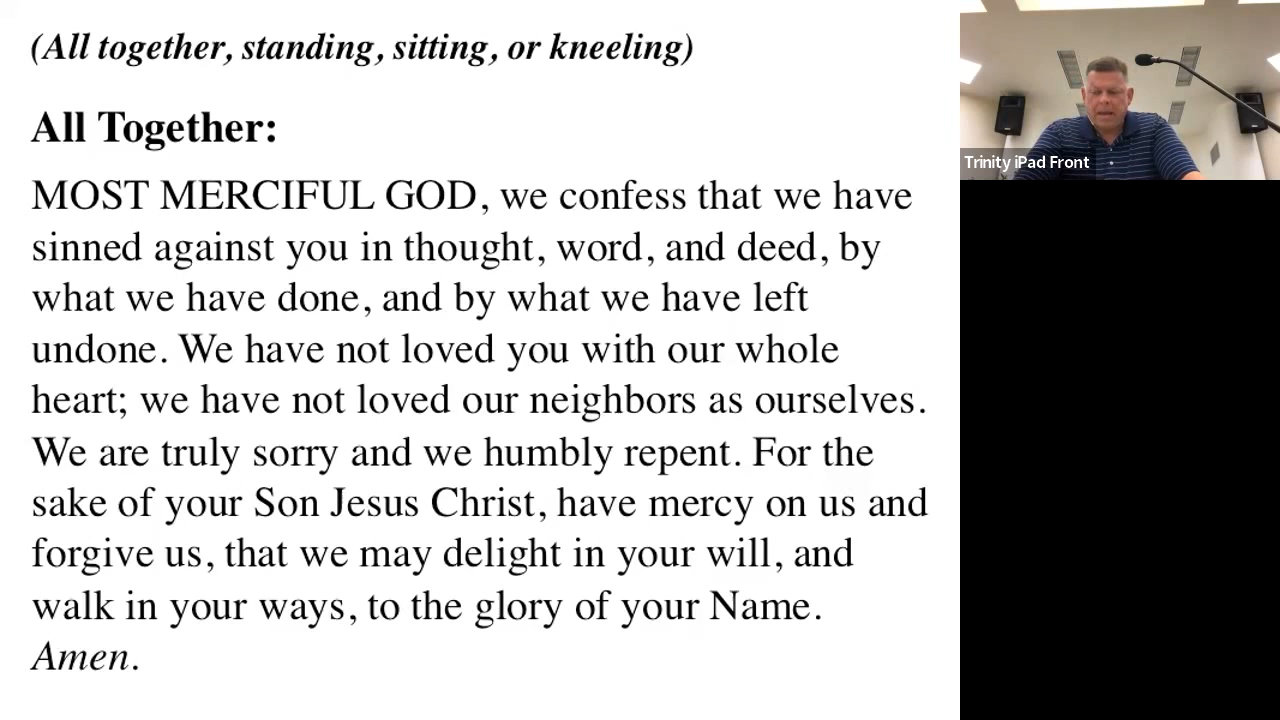 (All together, standing, sitting, or kneeling)
All Together:
MOST MERCIFUL GOD, we confess that we have
sinned against you in thought, word, and deed, by
what we have done, and by what we have left
undone. We have not loved you with our whole
heart; we have not loved our neighbors as ourselves.
We are truly sorry and we humbly repent. For the
sake of your Son Jesus Christ, have mercy on us and
forgive us, that we may delight in your will, and
walk in your ways, to the glory of your Name.
Amen.
Trinity iPad Front